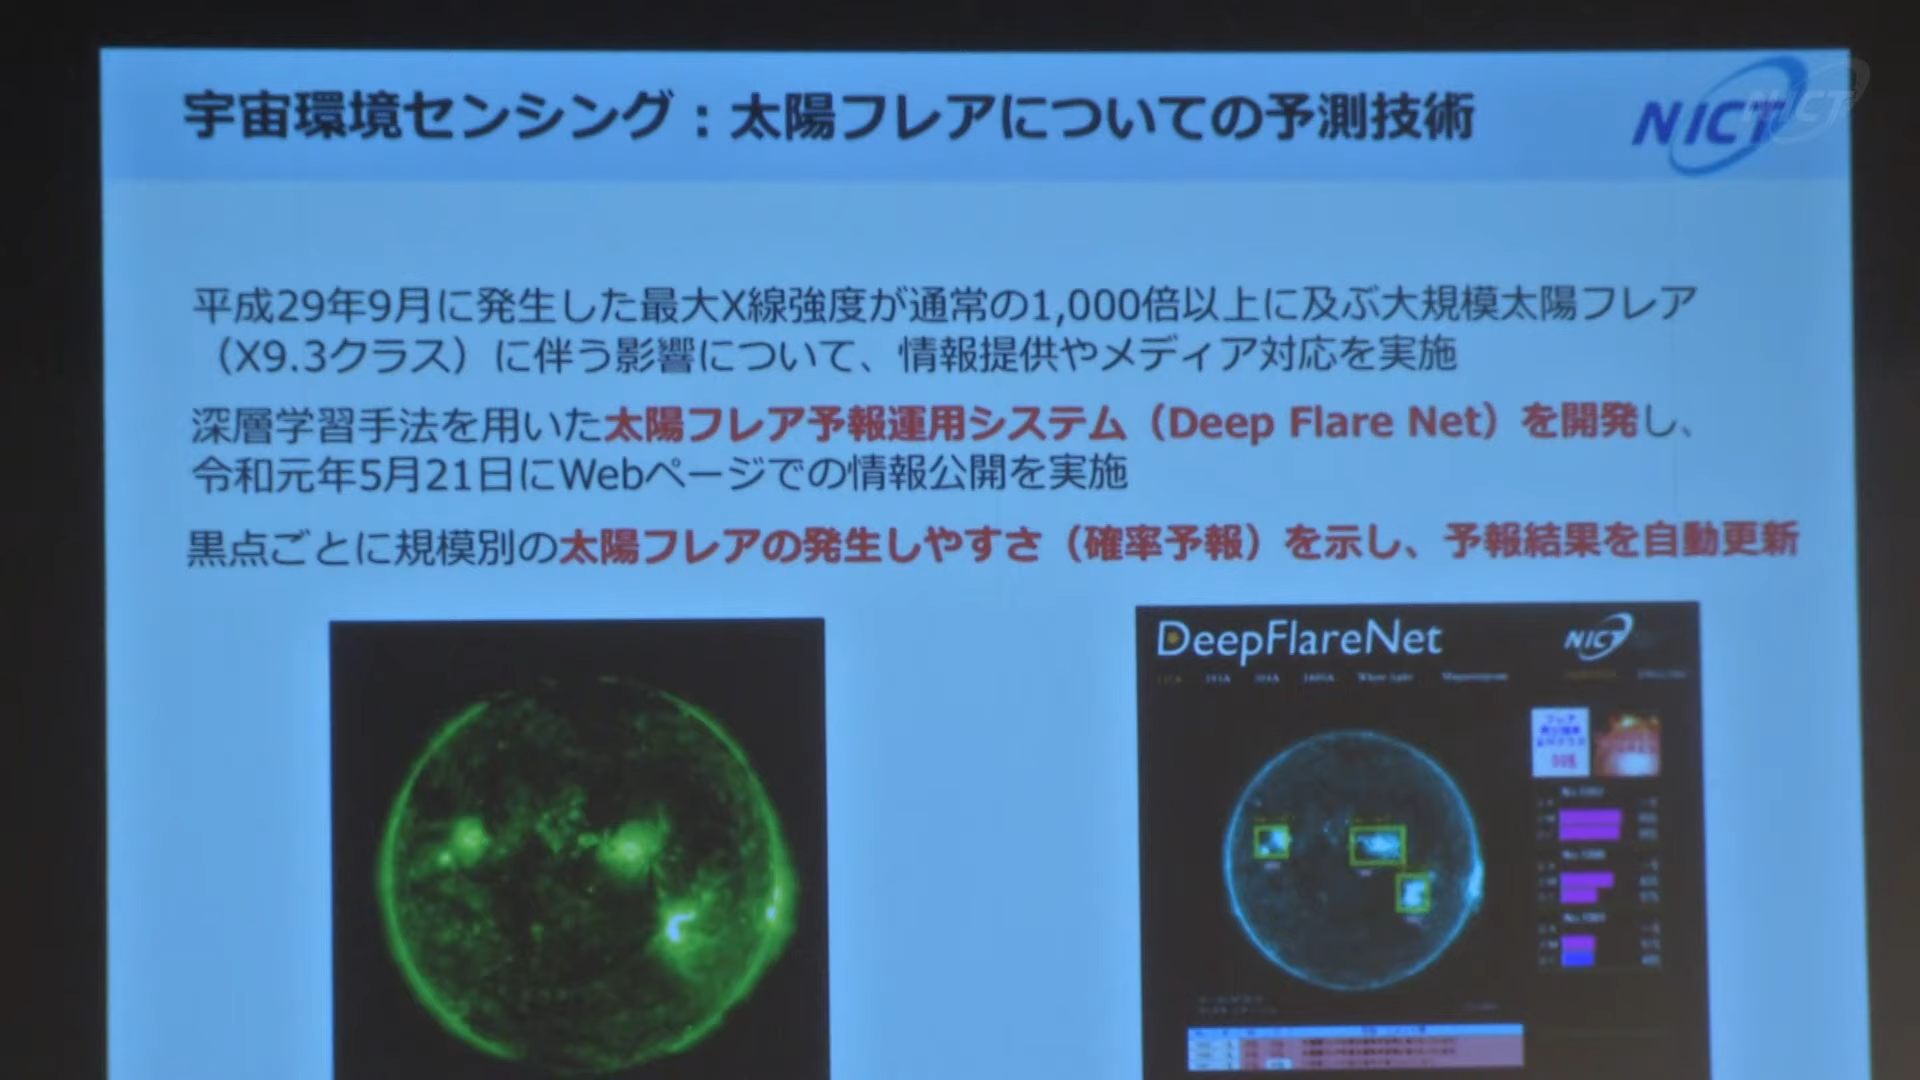 宇宙環境センシング:太陽フレアについての予測技術
NICT
NICT
平成29年9月に発生した最大X線強度が通常の1,000倍以上に及ぶ大規模太陽フレア
（X9.3クラス）に伴う影響について、情報提供やメディア対応を実施
深層学習手法を用いた太陽フレア予報運用システム（Deep Flare Net）を開発し、
令和元年5月21日にWebページでの情報公開を実施
黒点ごとに規模別の太陽フレアの発生しやすさ（確率予報）を示し、予報結果を自動更新
DeepFlareNet
NICT